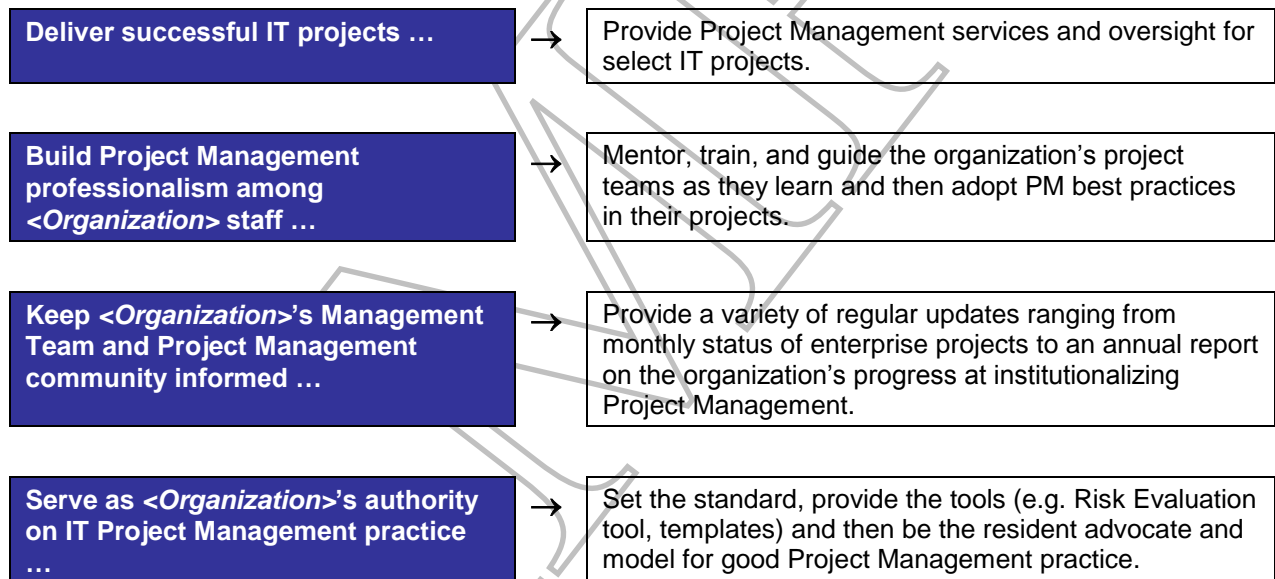 Deliver successful IT projects …
→
Provide Project Management services and oversight for
select IT projects.
Build Project Management
professionalism among
<Organization> staff …
→
Mentor, train, and guide the organization’s project
teams as they learn and then adopt PM best practices
in their projects.
Keep <Organization>’s Management
Team and Project Management
community informed …
→
Provide a variety of regular updates ranging from
monthly status of enterprise projects to an annual report
on the organization’s progress at institutionalizing
Project Management.
Serve as <Organization>’s authority
on IT Project Management practice
…
→
Set the standard, provide the tools (e.g. Risk Evaluation
tool, templates) and then be the resident advocate and
model for good Project Management practice.